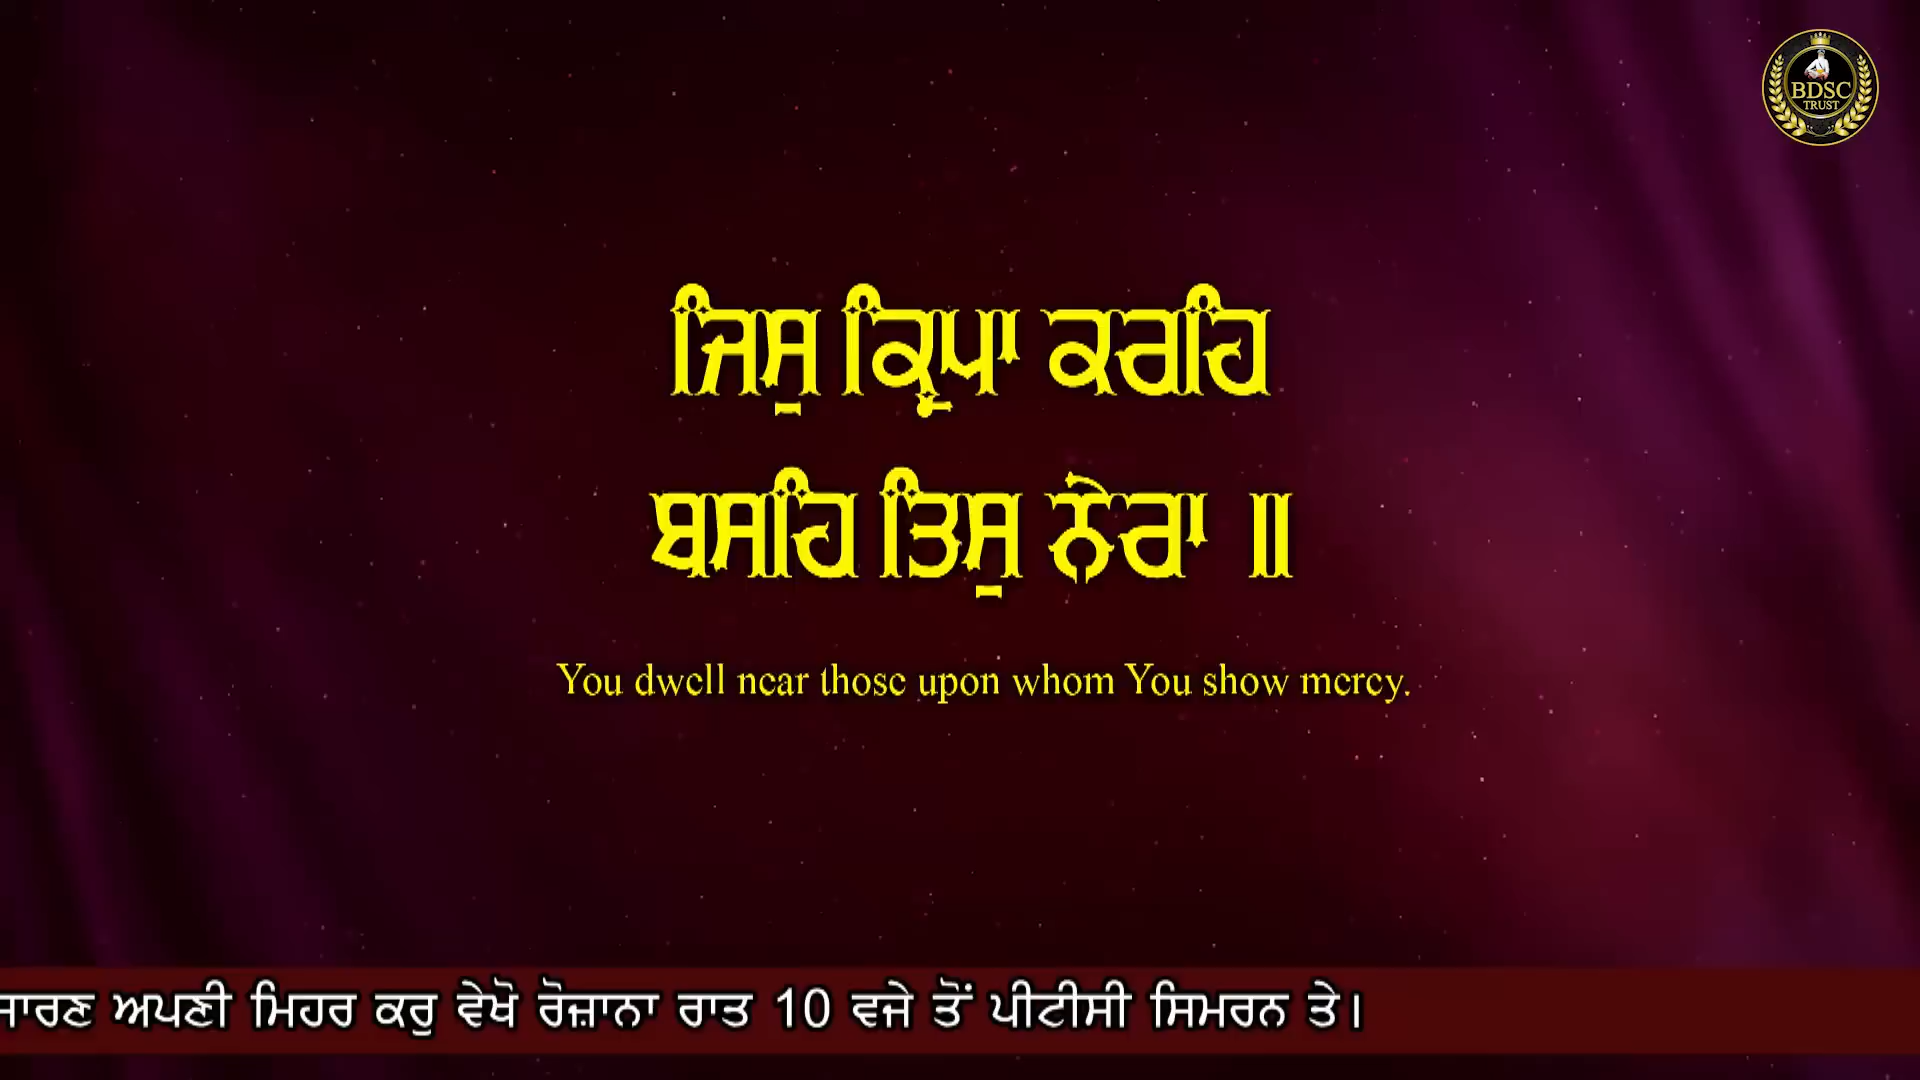 BDSC
TRUST
ਜਿਸੁ ਕ੍ਰਿਪਾ ਕਰਹਿ
ਬਸਹਿ ਤਿਸੁ ਨੇਰਾ ॥
You dwell near those upon whom You show mercy.
ਅਪਣੀ ਮਿਹਰ ਕਰੁ ਵੇਖੋ ਰੋਜ਼ਾਨਾ ਰਾਤ 10 ਵਜੇ ਤੋਂ ਪੀਟੀਸੀ ਸਿਮਰਨ ਤੇ।